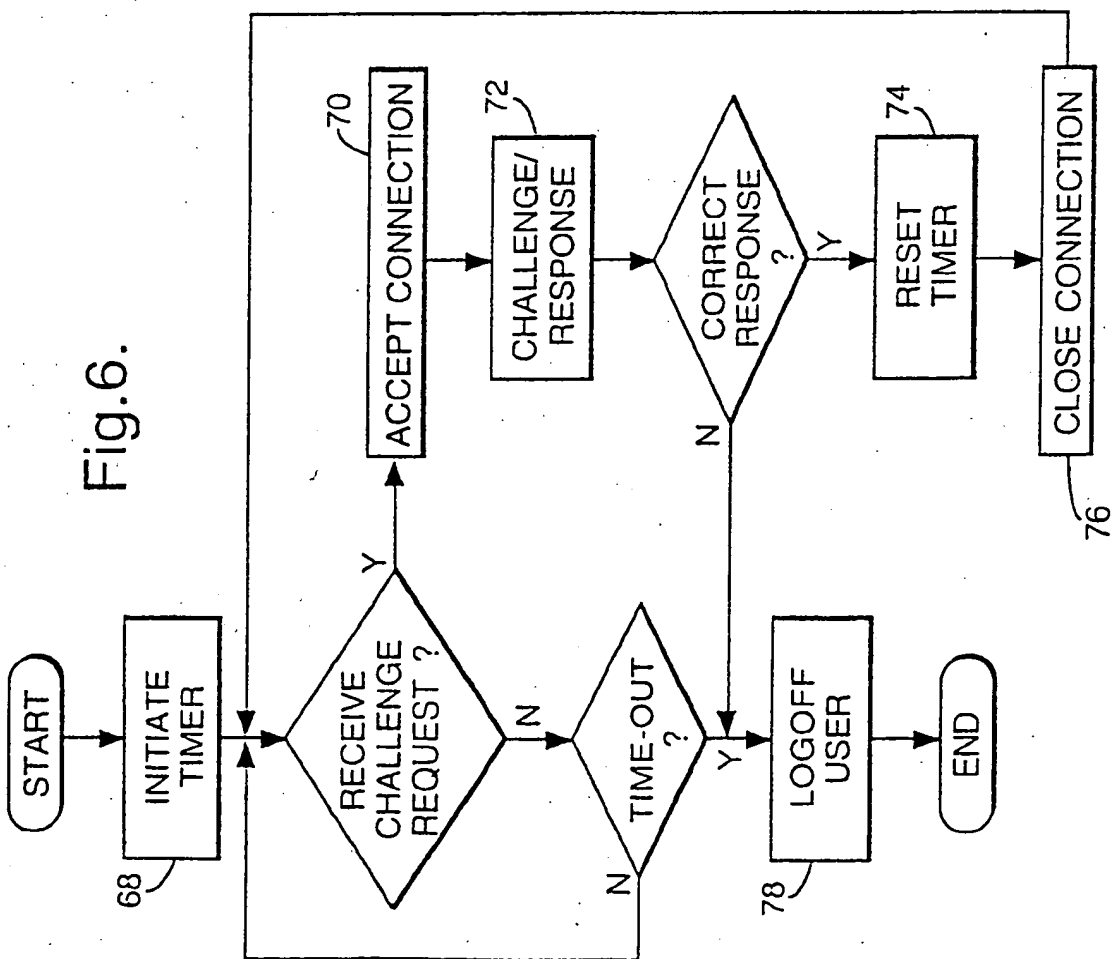 Fig.6.
START
INITIATE
TIMER
68
RECEIVE
CHALLENGE
REQUEST ?
Y
N
ACCEPT CONNECTION
70
CHALLENGE/
RESPONSE
72
CORRECT
RESPONSE
?
N
Y
RESET
TIMER
74
CLOSE CONNECTION
76
TIME-OUT
?
N
Y
LOGOFF
USER
78
END